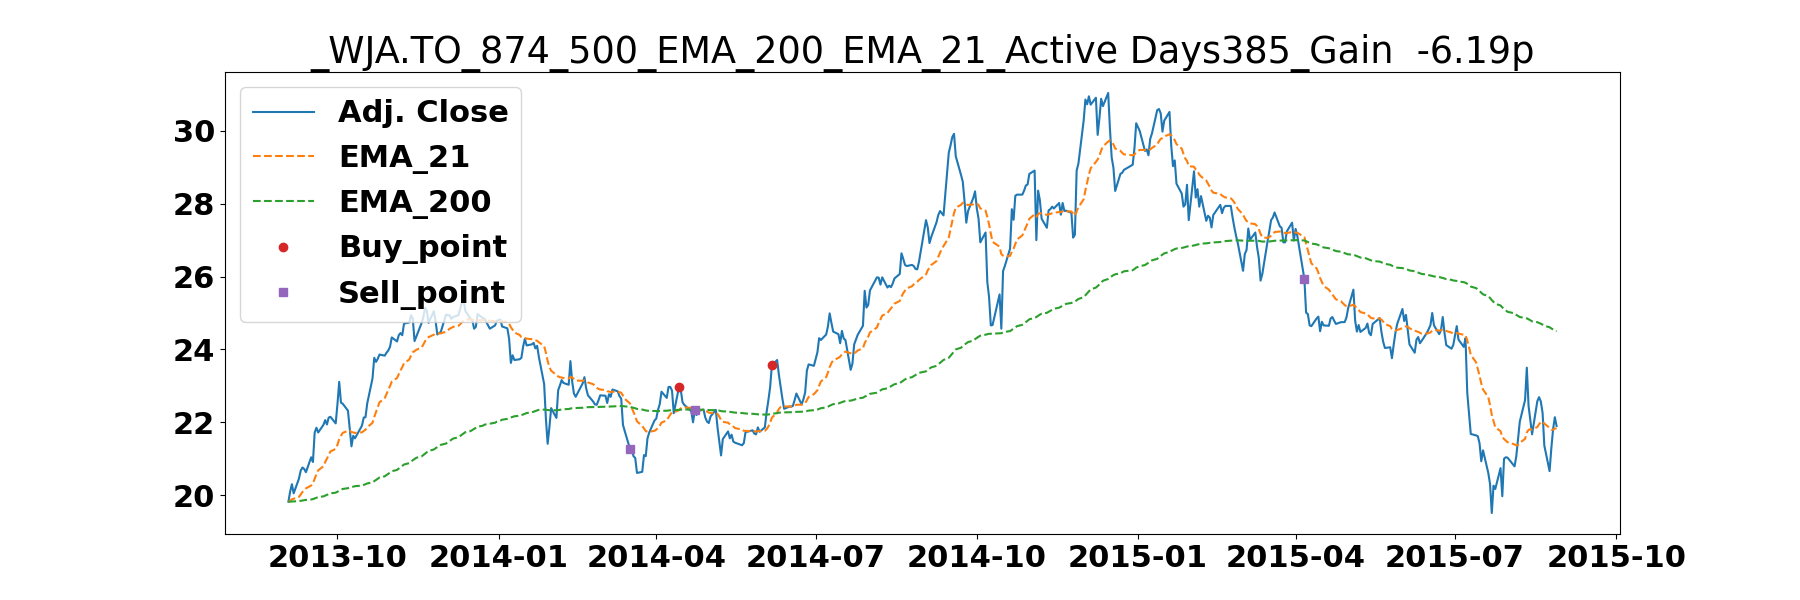 _WJA.TO_874_500_EMA_200_EMA_21_Active Days385_Gain  -6.19p
Adj. Close
EMA_21
EMA_200
Buy_point
Sell_point
30
28
26
24
22
20
2013-10 2014-01 2014-04 2014-07 2014-10 2015-01 2015-04 2015-07 2015-10